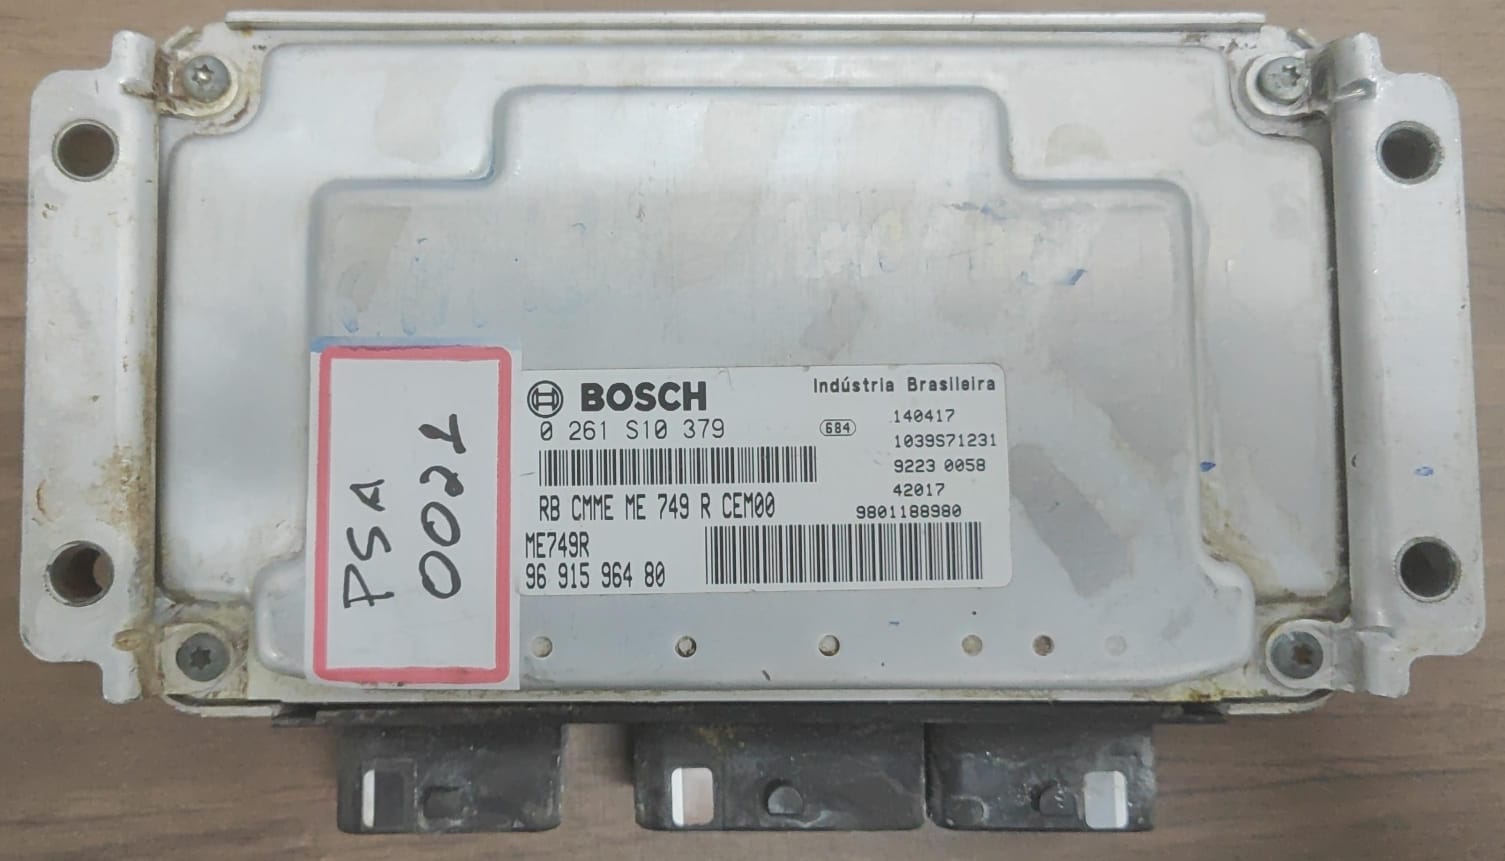 PSA
0021
BOSCH
Indústria Brasileira
0 261 S10 379
684
140417
1039S71231
9223 0058
42017
9801188980
RB CMME ME 749 R CEM00
ME749R
96 915 964 80